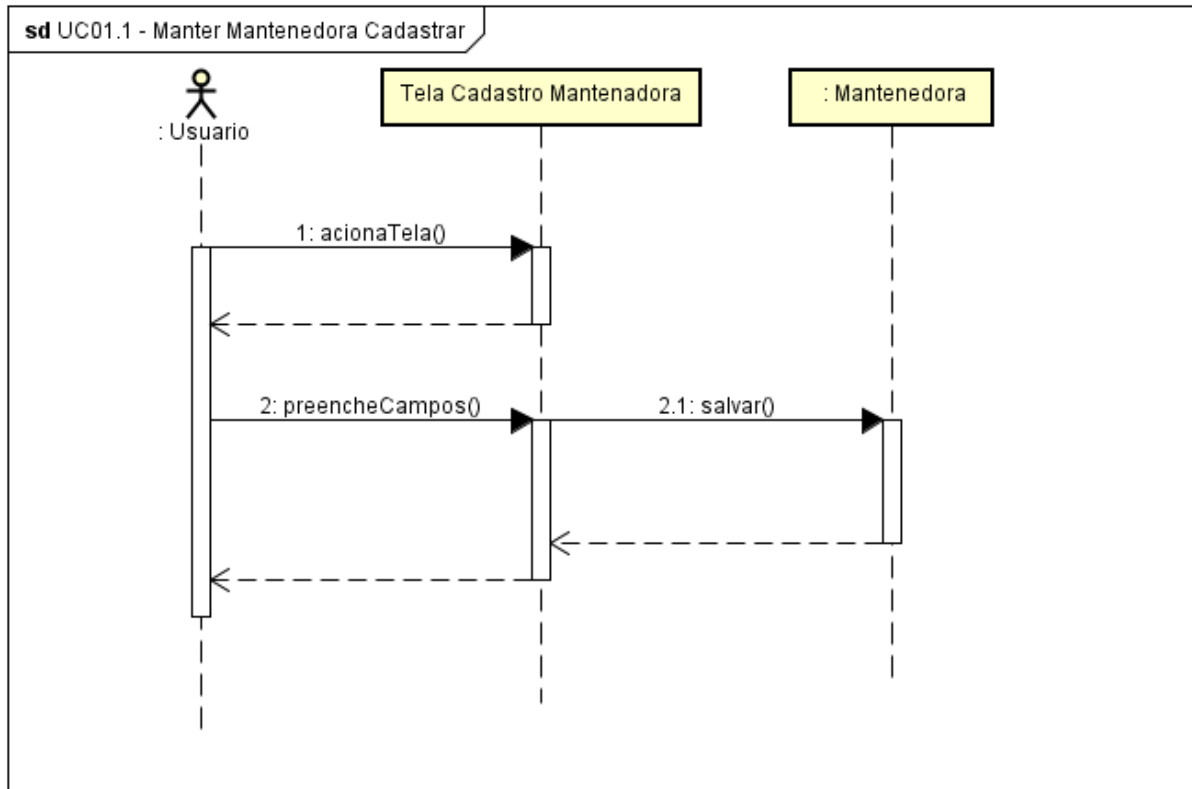 sd UC01.1 - Manter Mantenedora Cadastrar
: Usuario
Tela Cadastro Mantenadora
: Mantenedora
1: acionaTela()
2: preencheCampos()
2.1: salvar()